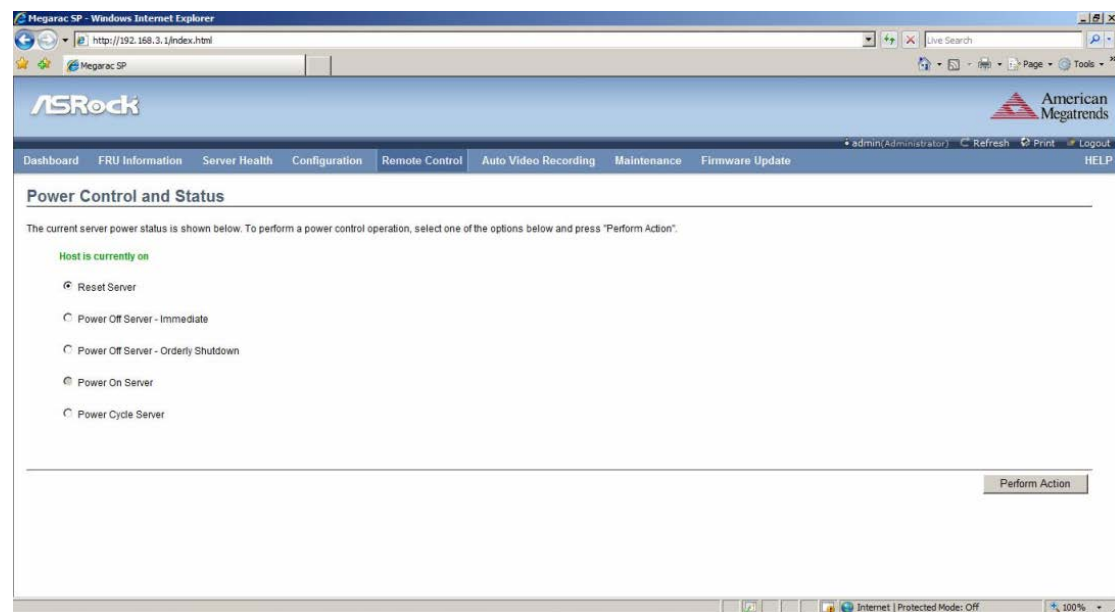 Megarac SP - Windows Internet Explorer
http://192.168.3.1/index.html
Live Search
Megarac SP
Page
Tools
ASRock
American
Megatrends
admin(Administrator) Refresh Print Logout
Dashboard FRU Information Server Health Configuration Remote Control Auto Video Recording Maintenance Firmware Update HELP
Power Control and Status
The current server power status is shown below. To perform a power control operation, select one of the options below and press "Perform Action".
Host is currently on
Reset Server
Power Off Server - Immediate
Power Off Server - Orderly Shutdown
Power On Server
Power Cycle Server
Perform Action
Internet | Protected Mode: Off
100%